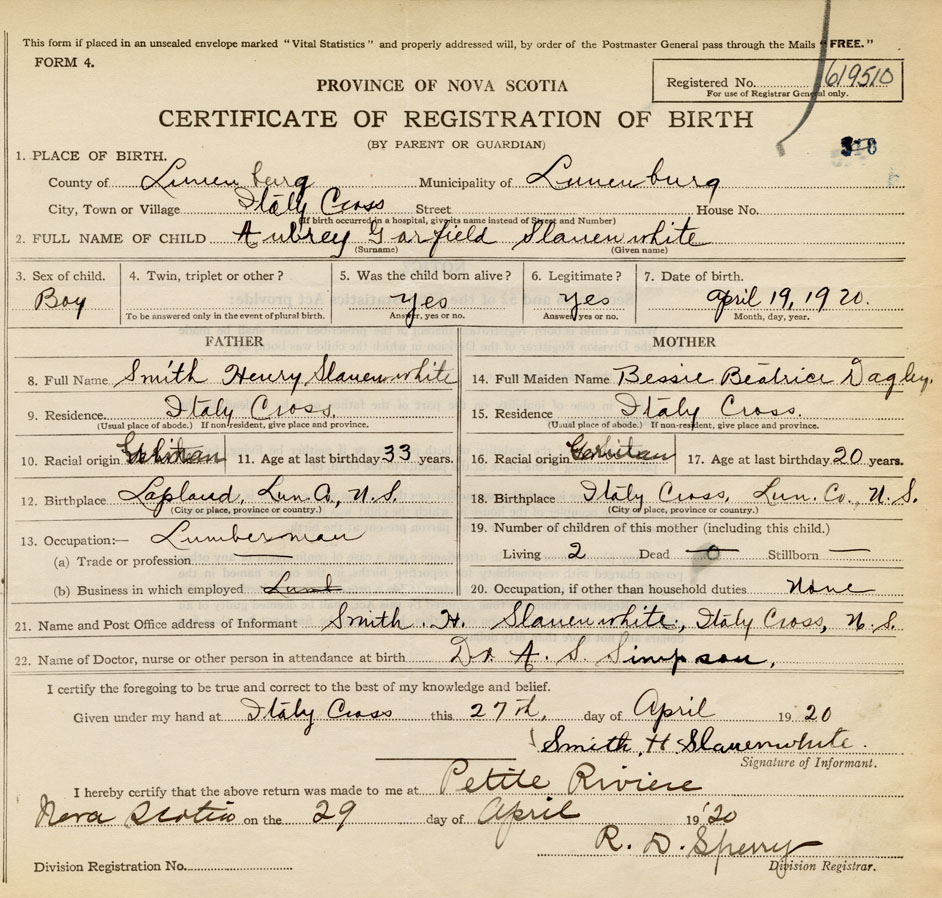 This form if placed in an unsealed envelope marked "Vital Statistics" and properly addressed will, by order of the Postmaster General pass through the Mails "FREE."
FORM 4.
Registered No. 619510
For use of Registrar General only.
PROVINCE OF NOVA SCOTIA
CERTIFICATE OF REGISTRATION OF BIRTH
(BY PARENT OR GUARDIAN)
1. PLACE OF BIRTH.
County of Lunenburg Municipality of Lunenburg
City, Town or Village Italy Cross Street House No.
(If birth occurred in a hospital, give its name instead of Street and Number)
2. FULL NAME OF CHILD Aubrey Garfield Slauenwhite
(Surname) (Given name)
3. Sex of child. 4. Twin, triplet or other? 5. Was the child born alive? 6. Legitimate? 7. Date of birth.
Boy Yes Yes April 19, 1920.
To be answered only in the event of plural birth. Answer, yes or no. Answer, yes or no. Month, day, year.
FATHER MOTHER
8. Full Name Smith Henry Slauenwhite 14. Full Maiden Name Bessie Beatrice Dagley.
9. Residence. Italy Cross. 15. Residence Italy Cross.
(Usual place of abode.) If non-resident, give place and province. (Usual place of abode.) If non-resident, give place and province.
10. Racial origin 11. Age at last birthday 33 years. 16. Racial origin 17. Age at last birthday 20 years.
12. Birthplace Lapland, Lun. Co., N.S. 18. Birthplace Italy Cross, Lun. Co., N.S.
(City or place, province or country.) (City or place, province or country.)
13. Occupation:— Lumberman 19. Number of children of this mother (including this child.)
(a) Trade or profession Living 2 Dead 0 Stillborn —
(b) Business in which employed Lumb 20. Occupation, if other than household duties None
21. Name and Post Office address of Informant Smith H. Slauenwhite, Italy Cross, N.S.
22. Name of Doctor, nurse or other person in attendance at birth Dr. A. S. Simpson.
I certify the foregoing to be true and correct to the best of my knowledge and belief.
Given under my hand at Italy Cross this 27th. day of April 1920
Smith H Slauenwhite.
Signature of Informant.
I hereby certify that the above return was made to me at Petite Riviere
Nova Scotia on the 29 day of April 19'20
R. D. Sperry
Division Registration No. Division Registrar.